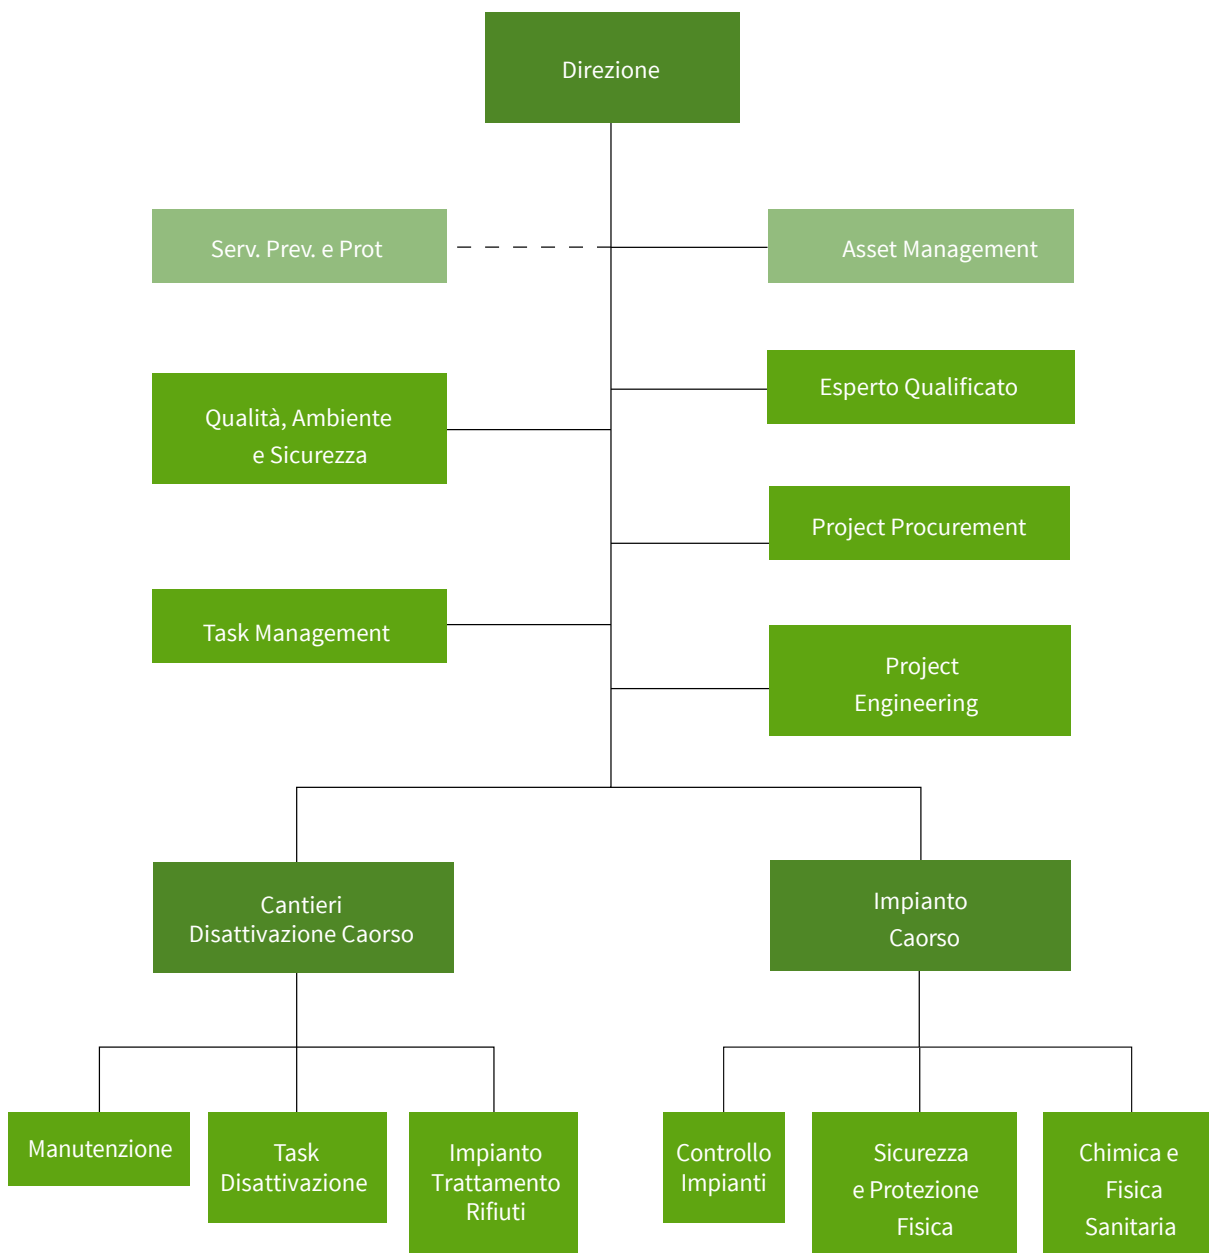 Direzione
Serv. Prev. e Prot
Asset Management
Esperto Qualificato
Qualità, Ambiente
e Sicurezza
Project Procurement
Task Management
Project
Engineering
Cantieri
Disattivazione Caorso
Impianto
Caorso
Manutenzione
Task
Disattivazione
Impianto
Trattamento
Rifiuti
Controllo
Impianti
Sicurezza
e Protezione
Fisica
Chimica e
Fisica
Sanitaria